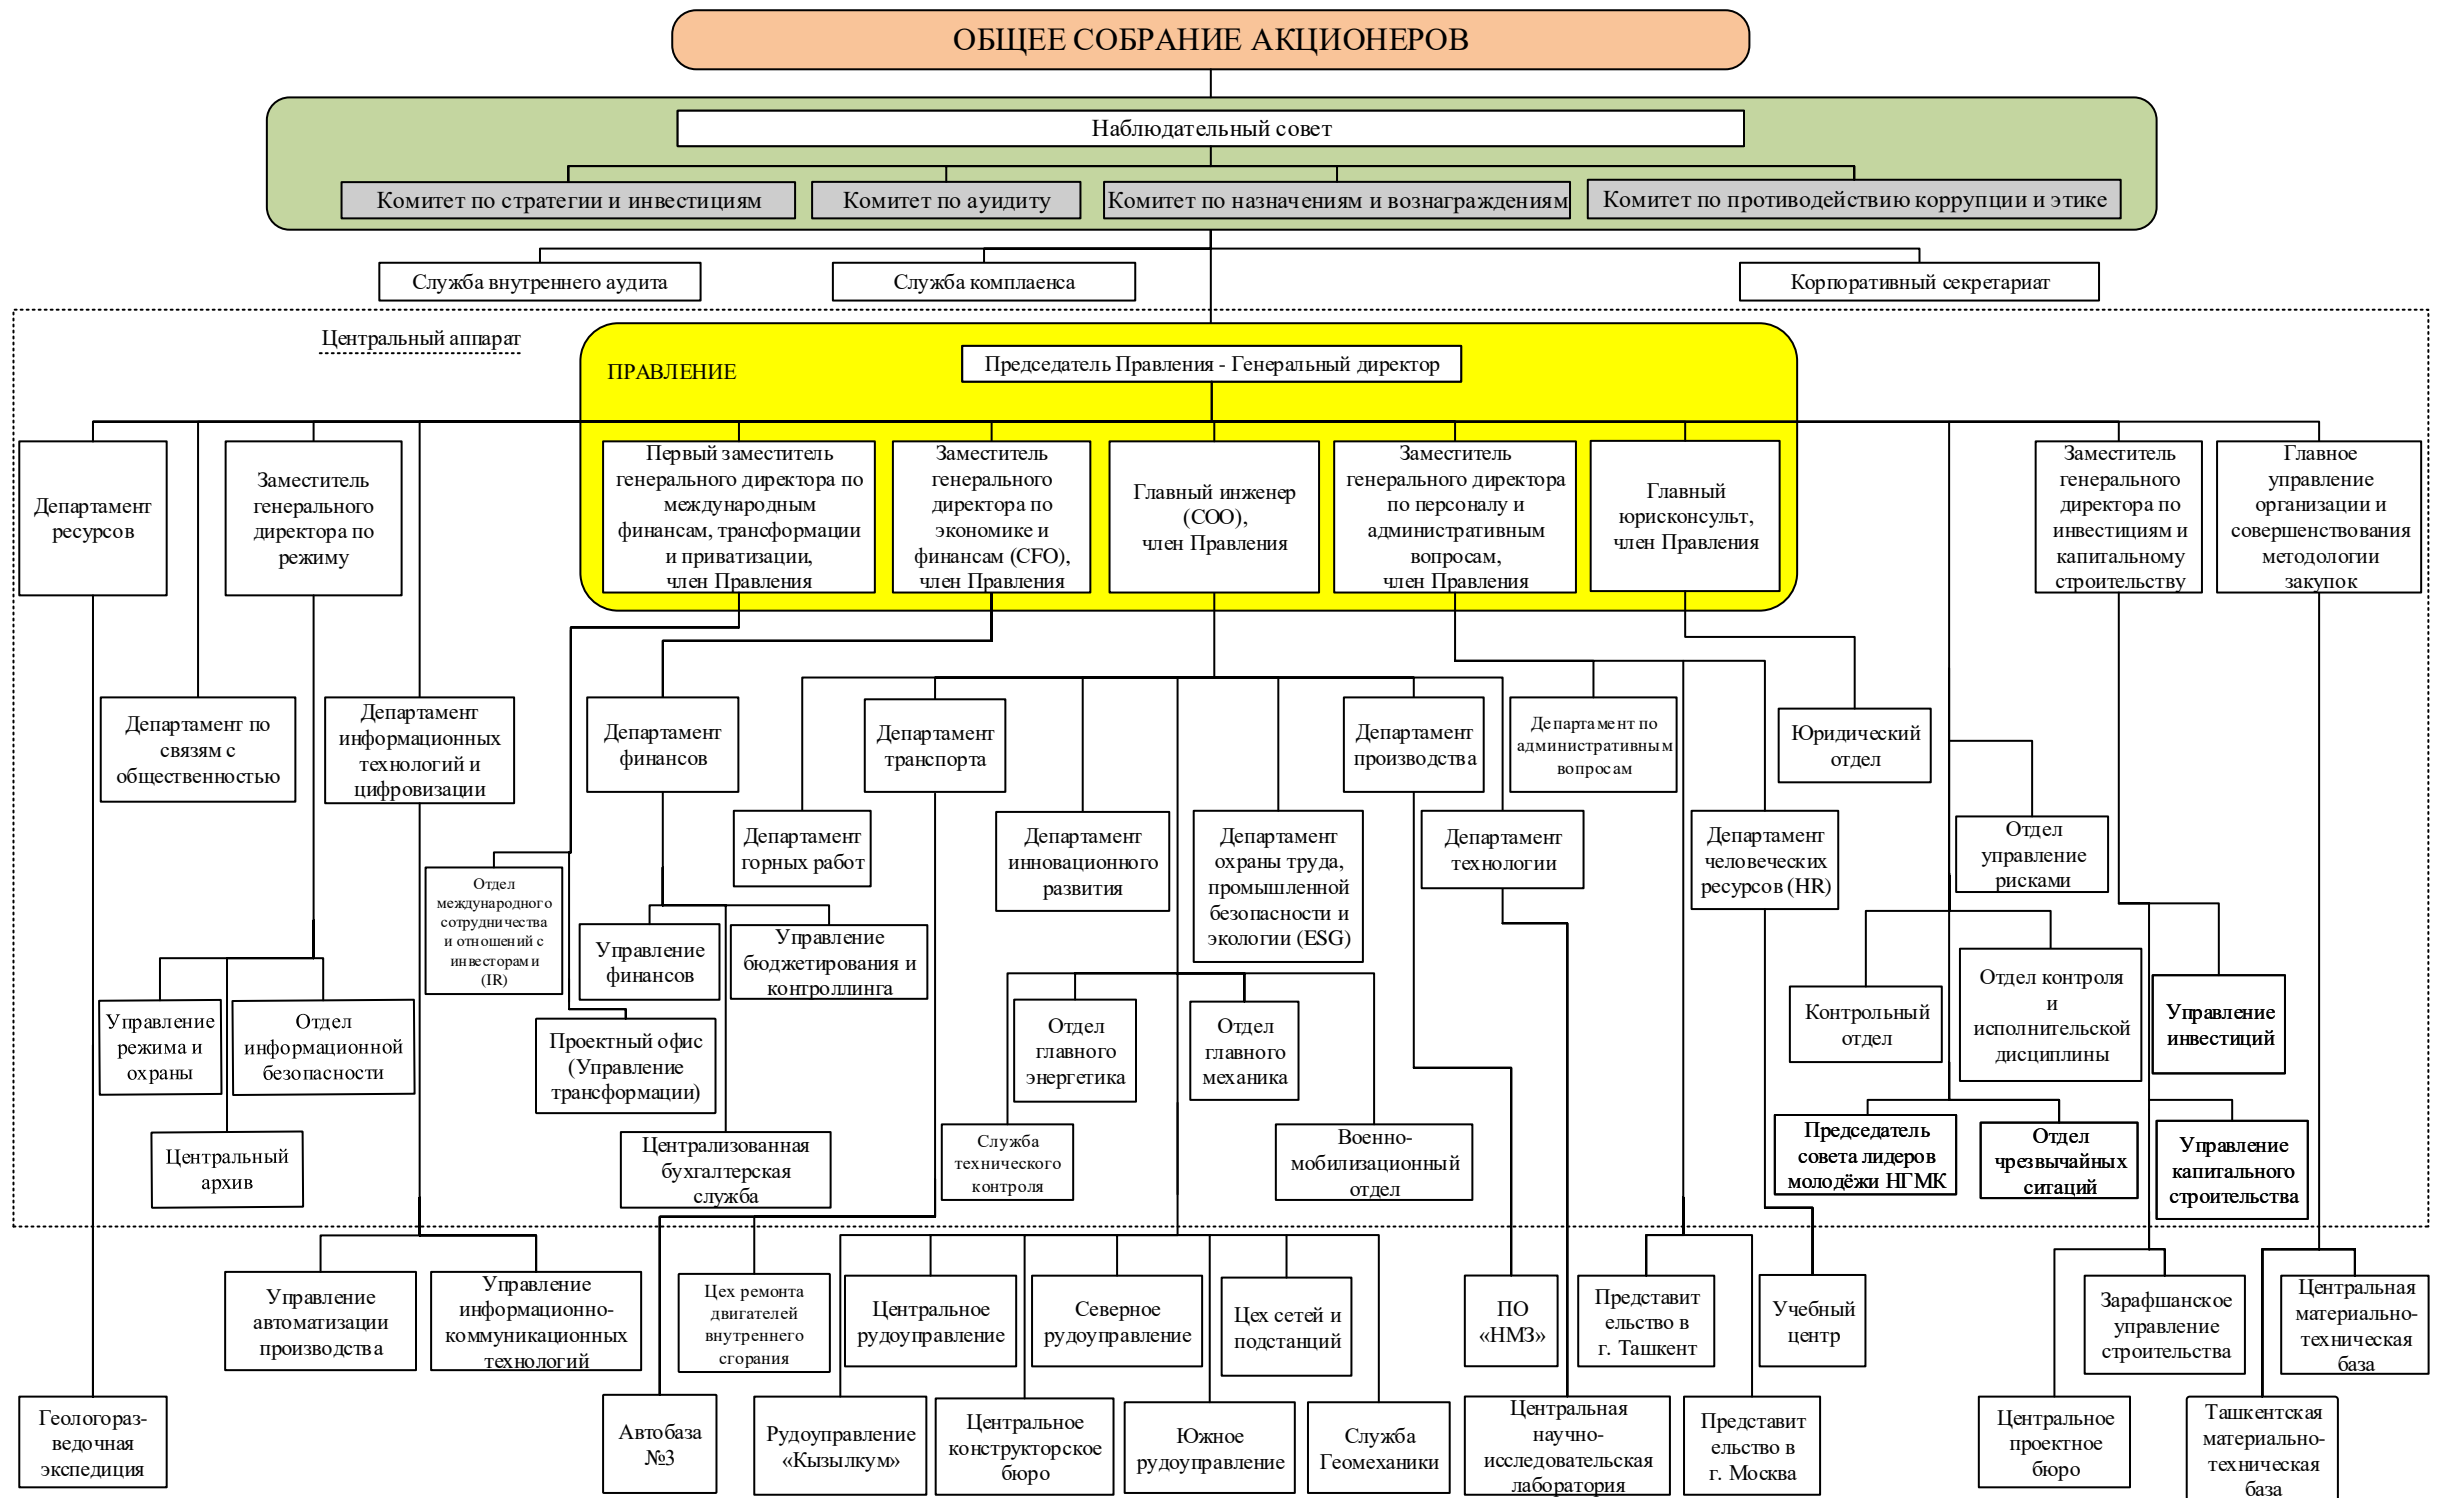 ОБЩЕЕ СОБРАНИЕ АКЦИОНЕРОВ
Наблюдательный совет
Комитет по стратегии и инвестициям
Комитет по ауидиту
Комитет по назначениям и вознаграждениям
Комитет по противодействию коррупции и этике
Служба внутреннего аудита
Служба комплаенса
Корпоративный секретариат
Центральный аппарат
ПРАВЛЕНИЕ
Председатель Правления - Генеральный директор
Департамент
ресурсов
Заместитель
генерального
директора по
режиму
Первый заместитель
генерального директора по
международным
финансам, трансформации
и приватизации,
член Правления
Заместитель
генерального
директора по
экономике и
финансам (CFO),
член Правления
Главный инженер
(COO),
член Правления
Заместитель
генерального директора
по персоналу и
административным
вопросам,
член Правления
Главный
юрисконсульт,
член Правления
Заместитель
генерального
директора по
инвестициям и
капитальному
строительству
Главное
управление
организации и
совершенствования
методологии
закупок
Департамент по
связям с
общественностью
Департамент
информационных
технологий и
цифровизации
Департамент
финансов
Департамент
транспорта
Департамент
производства
Департамент по
административным
вопросам
Юридический
отдел
Департамент
горных работ
Департамент
инновационного
развития
Департамент
охраны труда,
промышленной
безопасности и
экологии (ESG)
Департамент
технологии
Департамент
человеческих
ресурсов (HR)
Отдел
управление
рисками
Отдел
международного
сотрудничества
и отношений с
инвесторами
(IR)
Управление
финансов
Управление
бюджетирования и
контроллинга
Управление
режима и
охраны
Отдел
информационной
безопасности
Проектный офис
(Управление
трансформации)
Отдел
главного
энергетика
Отдел
главного
механика
Контрольный
отдел
Отдел контроля
и
исполнительской
дисциплины
Управление
инвестиций
Центральный
архив
Централизованная
бухгалтерская
служба
Служба
технического
контроля
Военно-
мобилизационный
отдел
Председатель
совета лидеров
молодёжи НГМК
Отдел
чрезвычайных
ситаций
Управление
капитального
строительства
Управление
автоматизации
производства
Управление
информационно-
коммуникационных
технологий
Цех ремонта
двигателей
внутреннего
сгорания
Центральное
рудоуправление
Северное
рудоуправление
Цех сетей и
подстанций
ПО
«НМЗ»
Представит
ельство в
г. Ташкент
Учебный
центр
Зарафшанское
управление
строительства
Центральная
материально-
техническая
база
Геологораз-
ведочная
экспедиция
Автобаза
№3
Рудоуправление
«Кызылкум»
Центральное
конструкторское
бюро
Южное
рудоуправление
Служба
Геомеханики
Центральная
научно-
исследовательская
лаборатория
Представит
ельство в
г. Москва
Центральное
проектное
бюро
Ташкентская
материально-
техническая
база